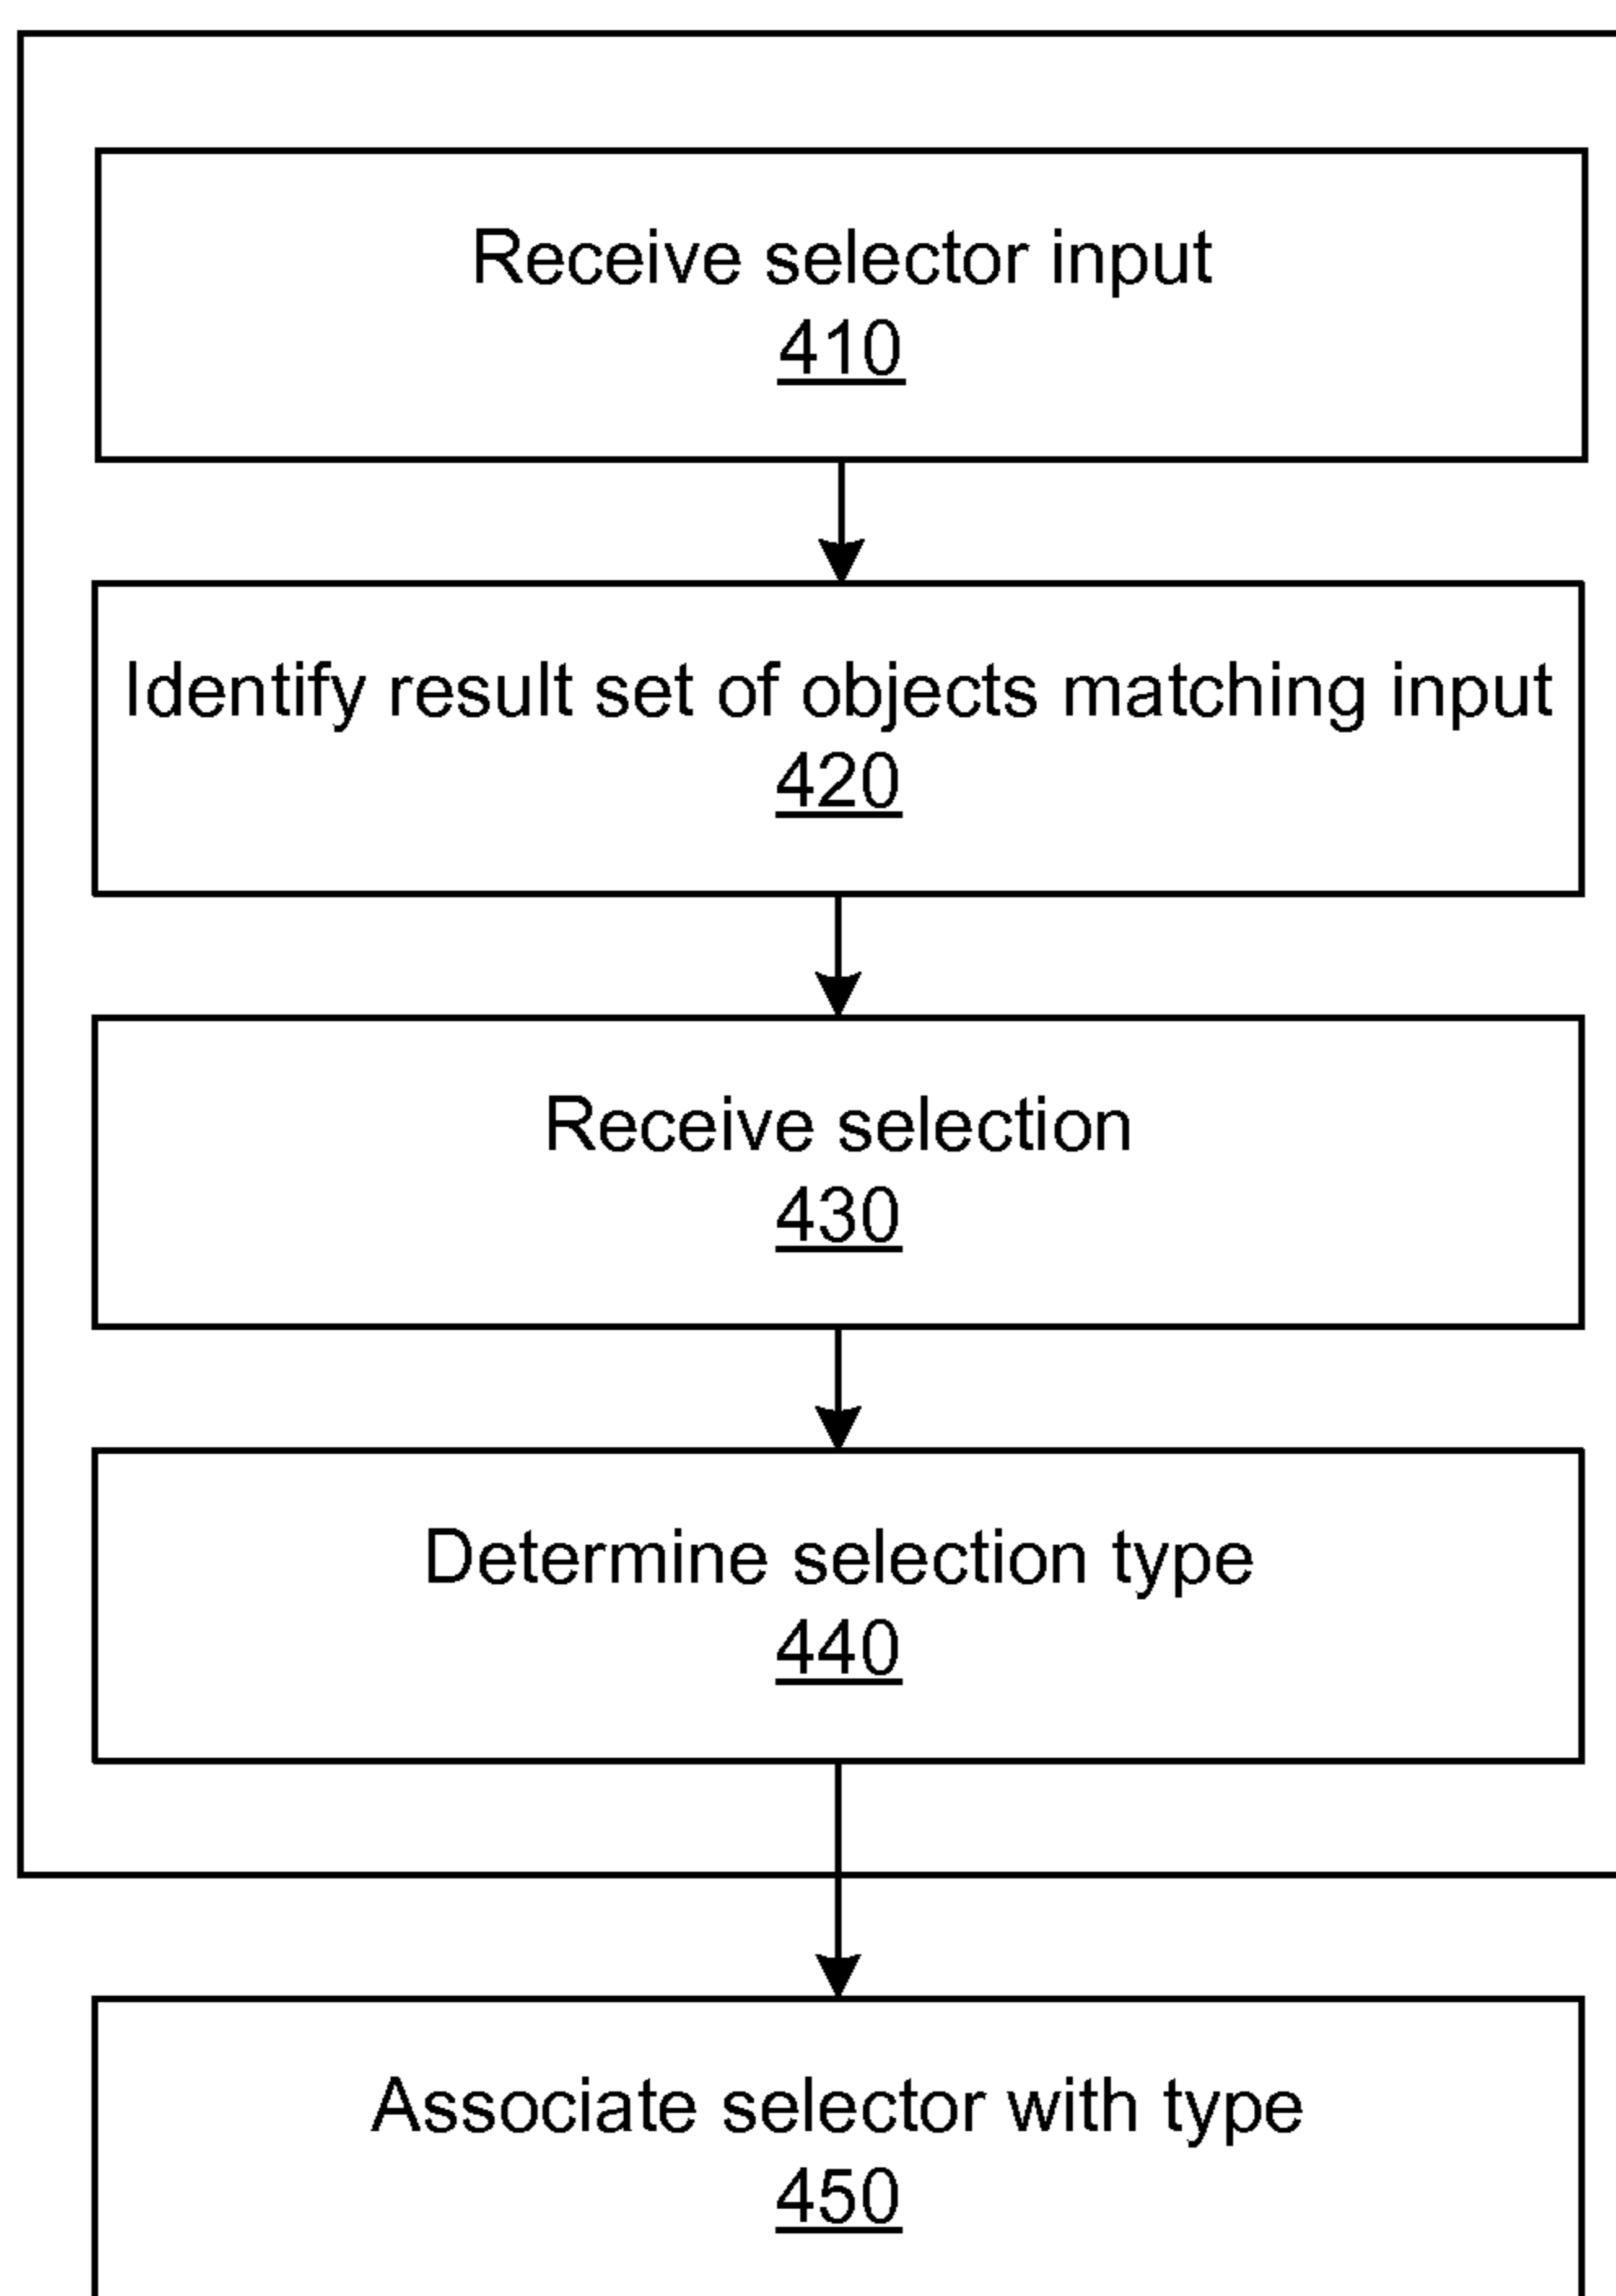 Receive selector input
410
Identify result set of objects matching input
420
Receive selection
430
Determine selection type
440
Associate selector with type
450